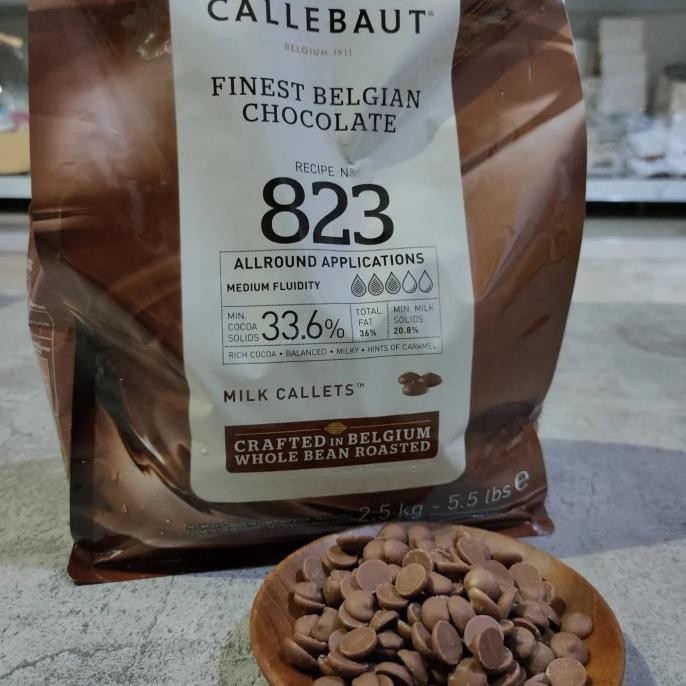 CALLEBAUT®
BELGIUM 1911
FINEST BELGIAN
CHOCOLATE
RECIPE Nº
823
ALLROUND APPLICATIONS
MEDIUM FLUIDITY
MIN.
COCOA
SOLIDS
33.6%
TOTAL
FAT
36%
MIN MILK
SOLIDS
20.8%
RICH COCOA • BALANCED • MILKY • HINTS OF CARAMEL
MILK CALLETS™
CRAFTED IN BELGIUM
WHOLE BEAN ROASTED
2.5 kg - 5.5 lbs e